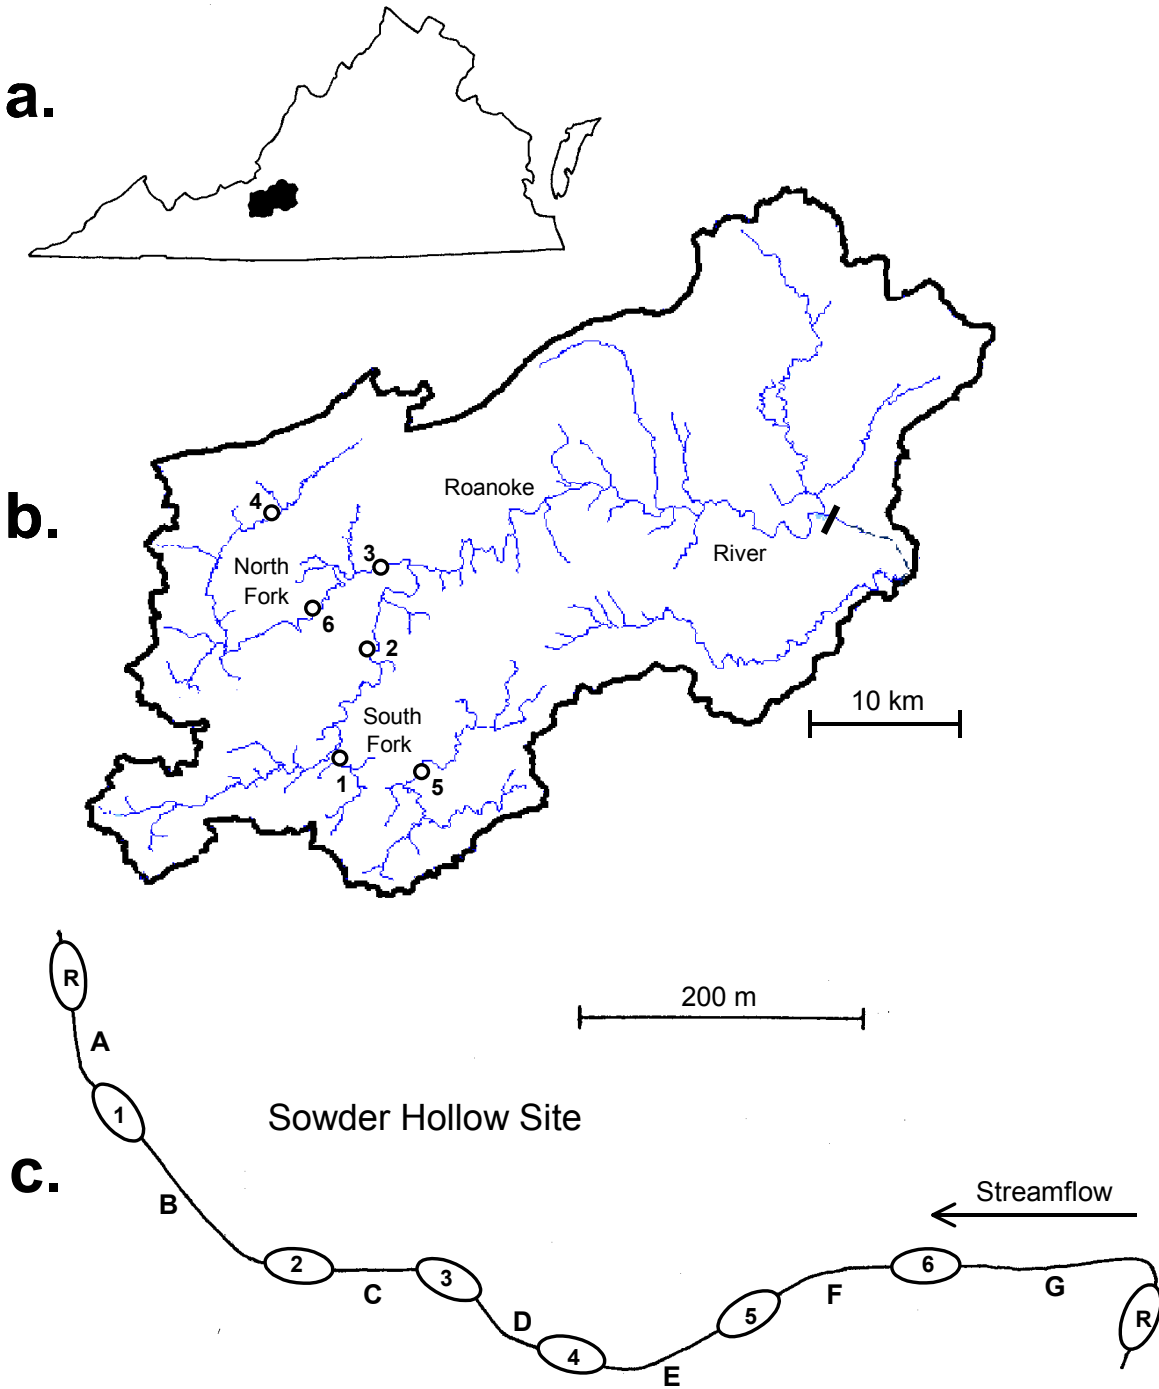 a.
b.
Roanoke
River
4
North
Fork
3
6
2
10 km
South
Fork
1
5
R
A
200 m
1
Sowder Hollow Site
c.
B
Streamflow
2
C
3
D
4
E
5
F
6
G
R